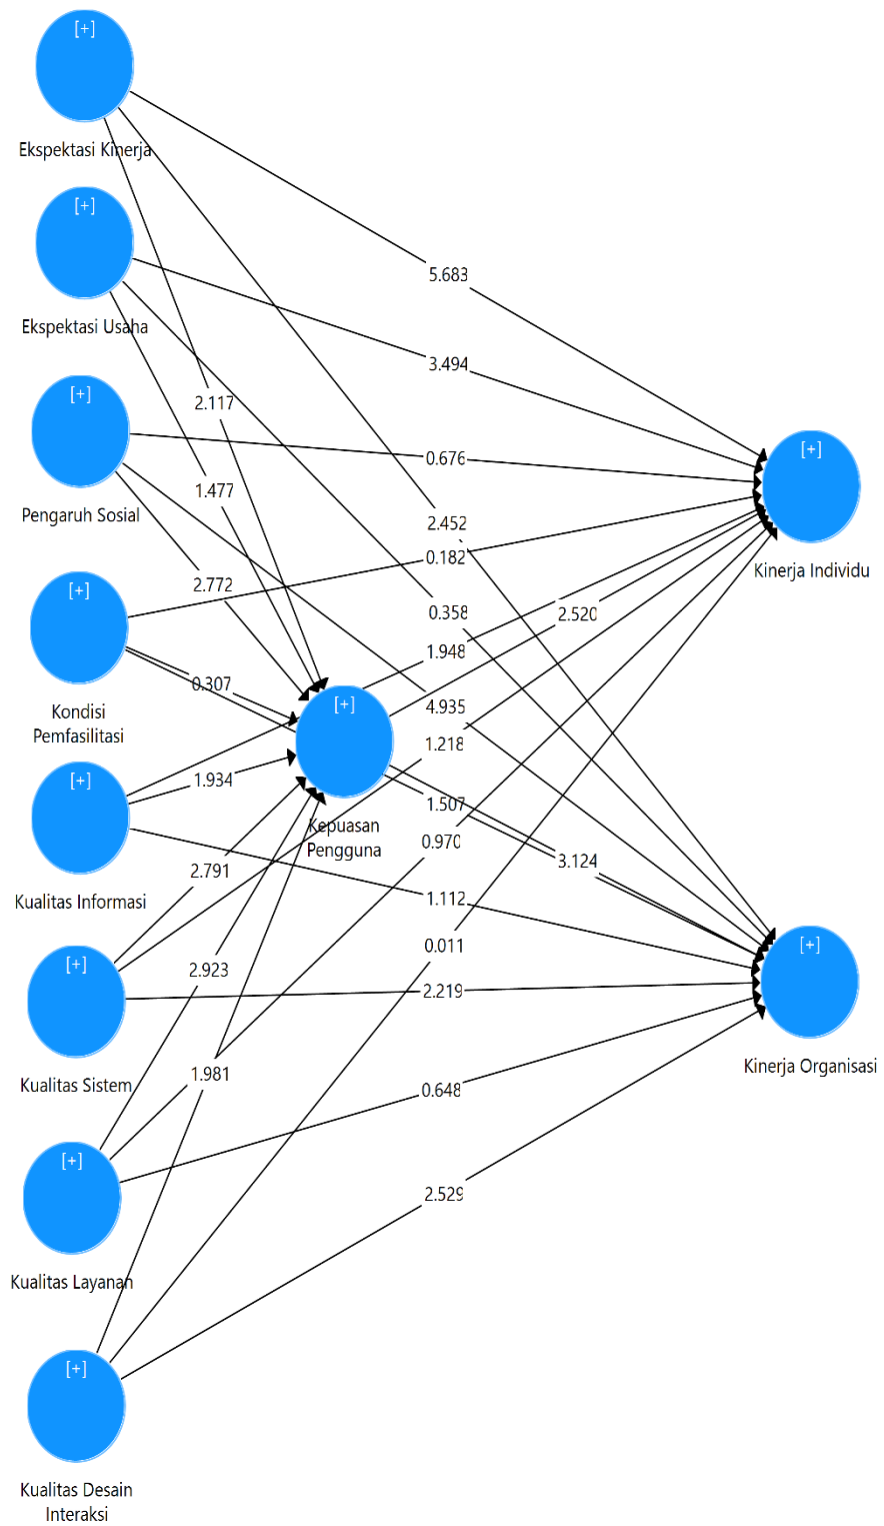 [+]
Ekspektasi Kinerja
[+]
Ekspektasi Usaha
[+]
Pengaruh Sosial
[+]
Kondisi
Pemfasilitasi
[+]
Kualitas Informasi
[+]
Kualitas Sistem
[+]
Kualitas Layanan
[+]
Kualitas Desain
Interaksi
2.117
1.477
2.772
0.307
1.934
2.791
2.923
1.981
[+]
Kepuasan
Pengguna
5.683
3.494
0.676
2.452
0.182
0.358
2.520
1.948
4.935
1.218
1.507
0.970
3.124
1.112
0.011
2.219
0.648
2.529
[+]
Kinerja Individu
[+]
Kinerja Organisasi